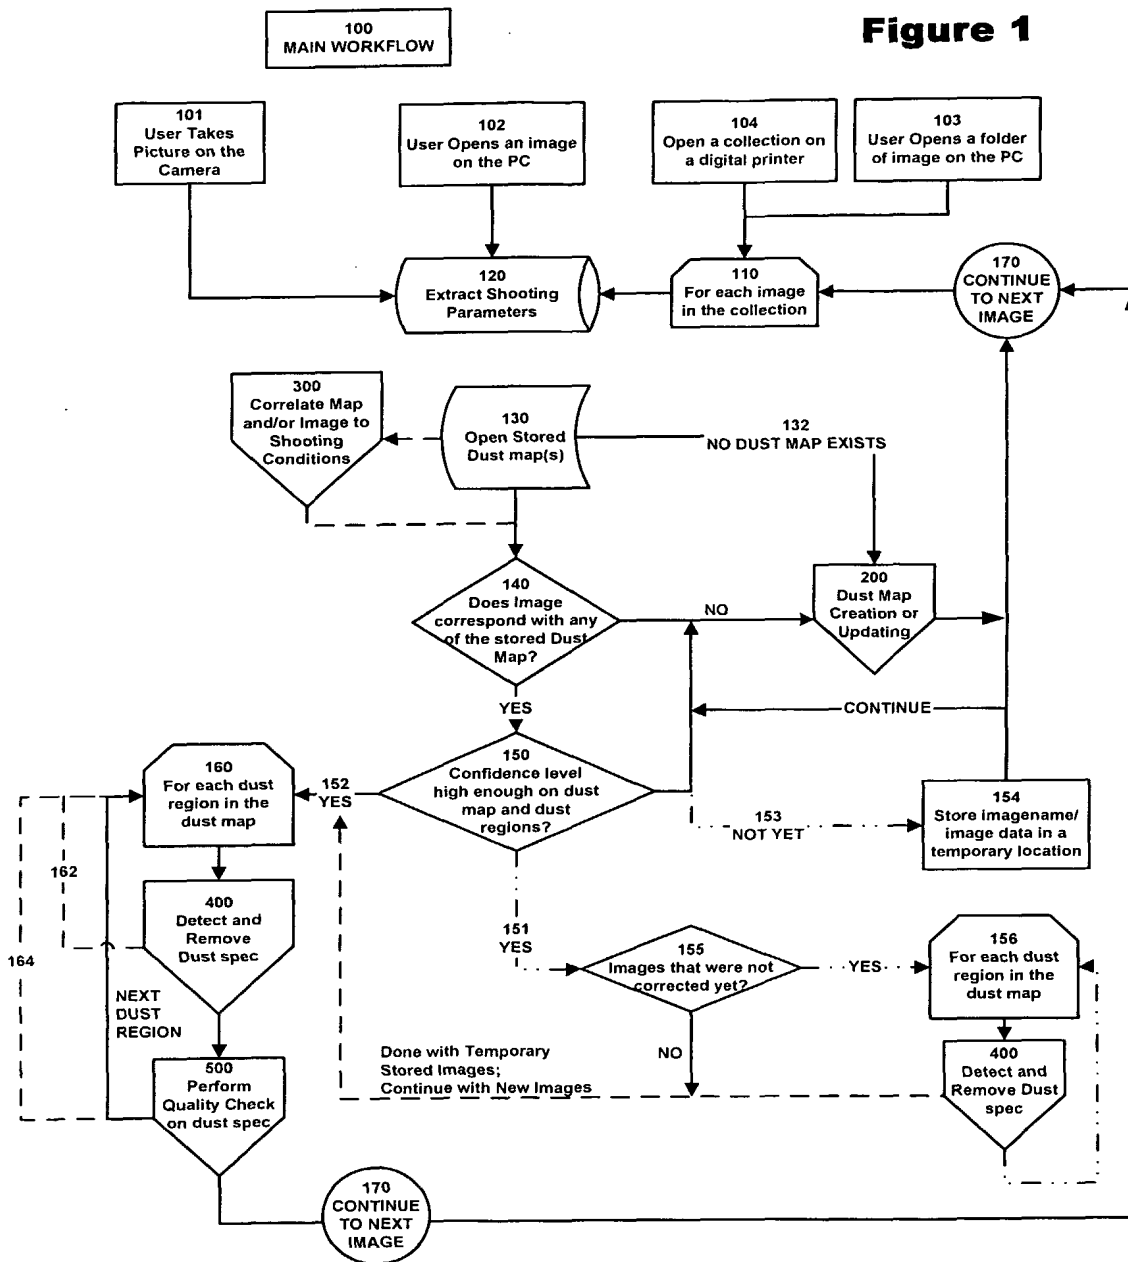 Figure 1
100
MAIN WORKFLOW
101
User Takes
Picture on the
Camera
102
User Opens an image
on the PC
104
Open a collection on
a digital printer
103
User Opens a folder
of image on the PC
120
Extract Shooting
Parameters
110
For each image
in the collection
170
CONTINUE
TO NEXT
IMAGE
300
Correlate Map
and/or Image to
Shooting
Conditions
130
Open Stored
Dust map(s)
132
NO DUST MAP EXISTS
140
Does Image
correspond with any
of the stored Dust
Map?
NO
200
Dust Map
Creation or
Updating
YES
CONTINUE
150
Confidence level
high enough on dust
map and dust
regions?
152
YES
160
For each dust
region in the
dust map
153
NOT YET
154
Store imagename/
image data in a
temporary location
162
400
Detect and
Remove
Dust spec
151
YES
155
Images that were not
corrected yet?
YES
156
For each dust
region in the
dust map
164
NEXT
DUST
REGION
NO
500
Perform
Quality Check
on dust spec
Done with Temporary
Stored Images;
Continue with New Images
400
Detect and
Remove Dust
spec
170
CONTINUE
TO NEXT
IMAGE